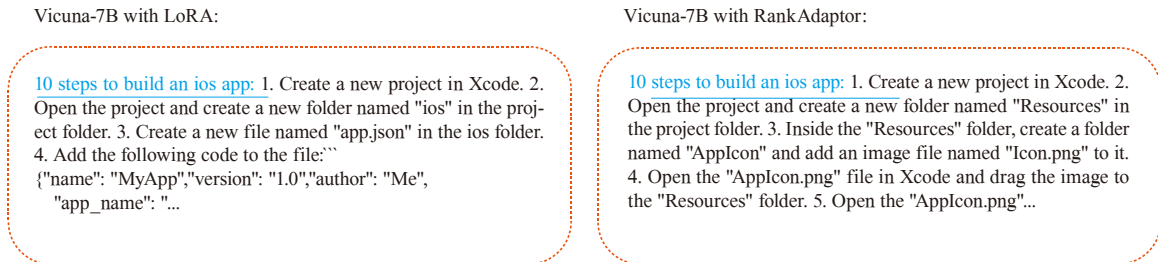 Vicuna-7B with LoRA:
10 steps to build an ios app: 1. Create a new project in Xcode. 2.
Open the project and create a new folder named "ios" in the proj-
ect folder. 3. Create a new file named "app.json" in the ios folder.
4. Add the following code to the file:```
{"name": "MyApp","version": "1.0","author": "Me",
"app_name": "...
Vicuna-7B with RankAdaptor:
10 steps to build an ios app: 1. Create a new project in Xcode. 2.
Open the project and create a new folder named "Resources" in
the project folder. 3. Inside the "Resources" folder, create a folder
named "AppIcon" and add an image file named "Icon.png" to it.
4. Open the "AppIcon.png" file in Xcode and drag the image to
the "Resources" folder. 5. Open the "AppIcon.png"...